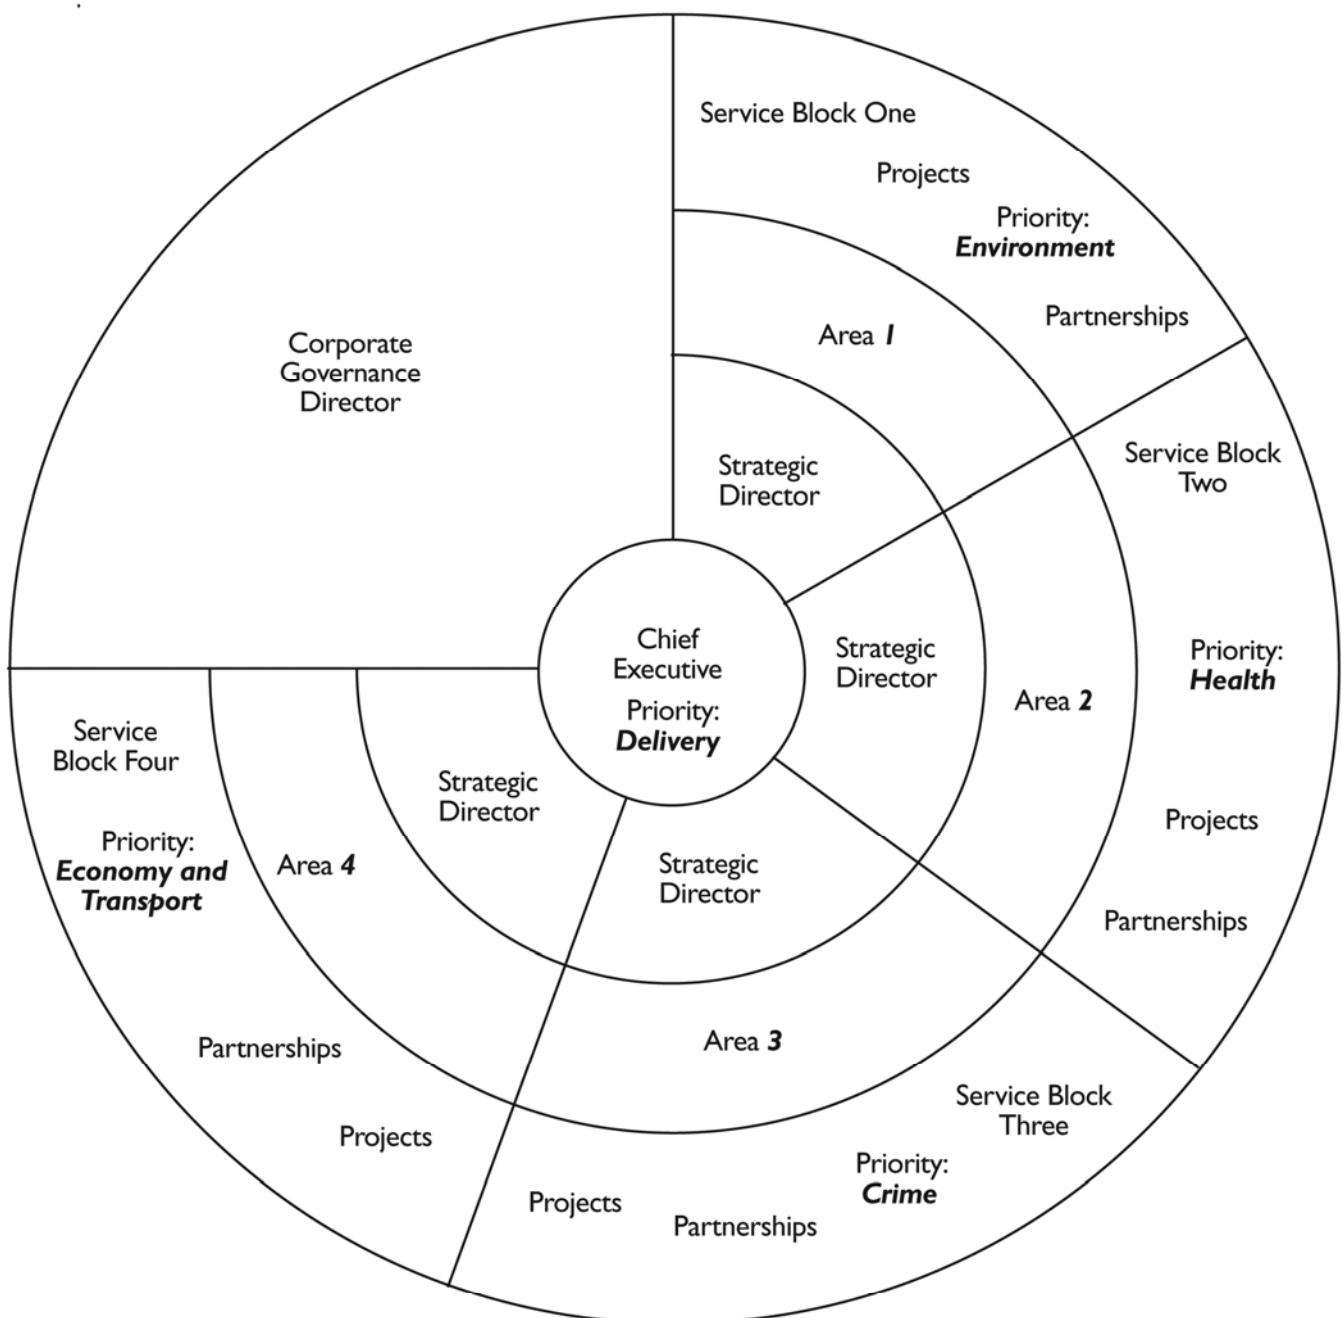 Service Block One
Projects
Priority:
Environment
Partnerships
Area 1
Strategic
Director
Corporate
Governance
Director
Service Block
Two
Priority:
Health
Projects
Partnerships
Area 2
Strategic
Director
Chief
Executive
Priority:
Delivery
Strategic
Director
Area 3
Service Block
Three
Priority:
Crime
Partnerships
Projects
Strategic
Director
Area 4
Service
Block Four
Priority:
Economy and
Transport
Partnerships
Projects